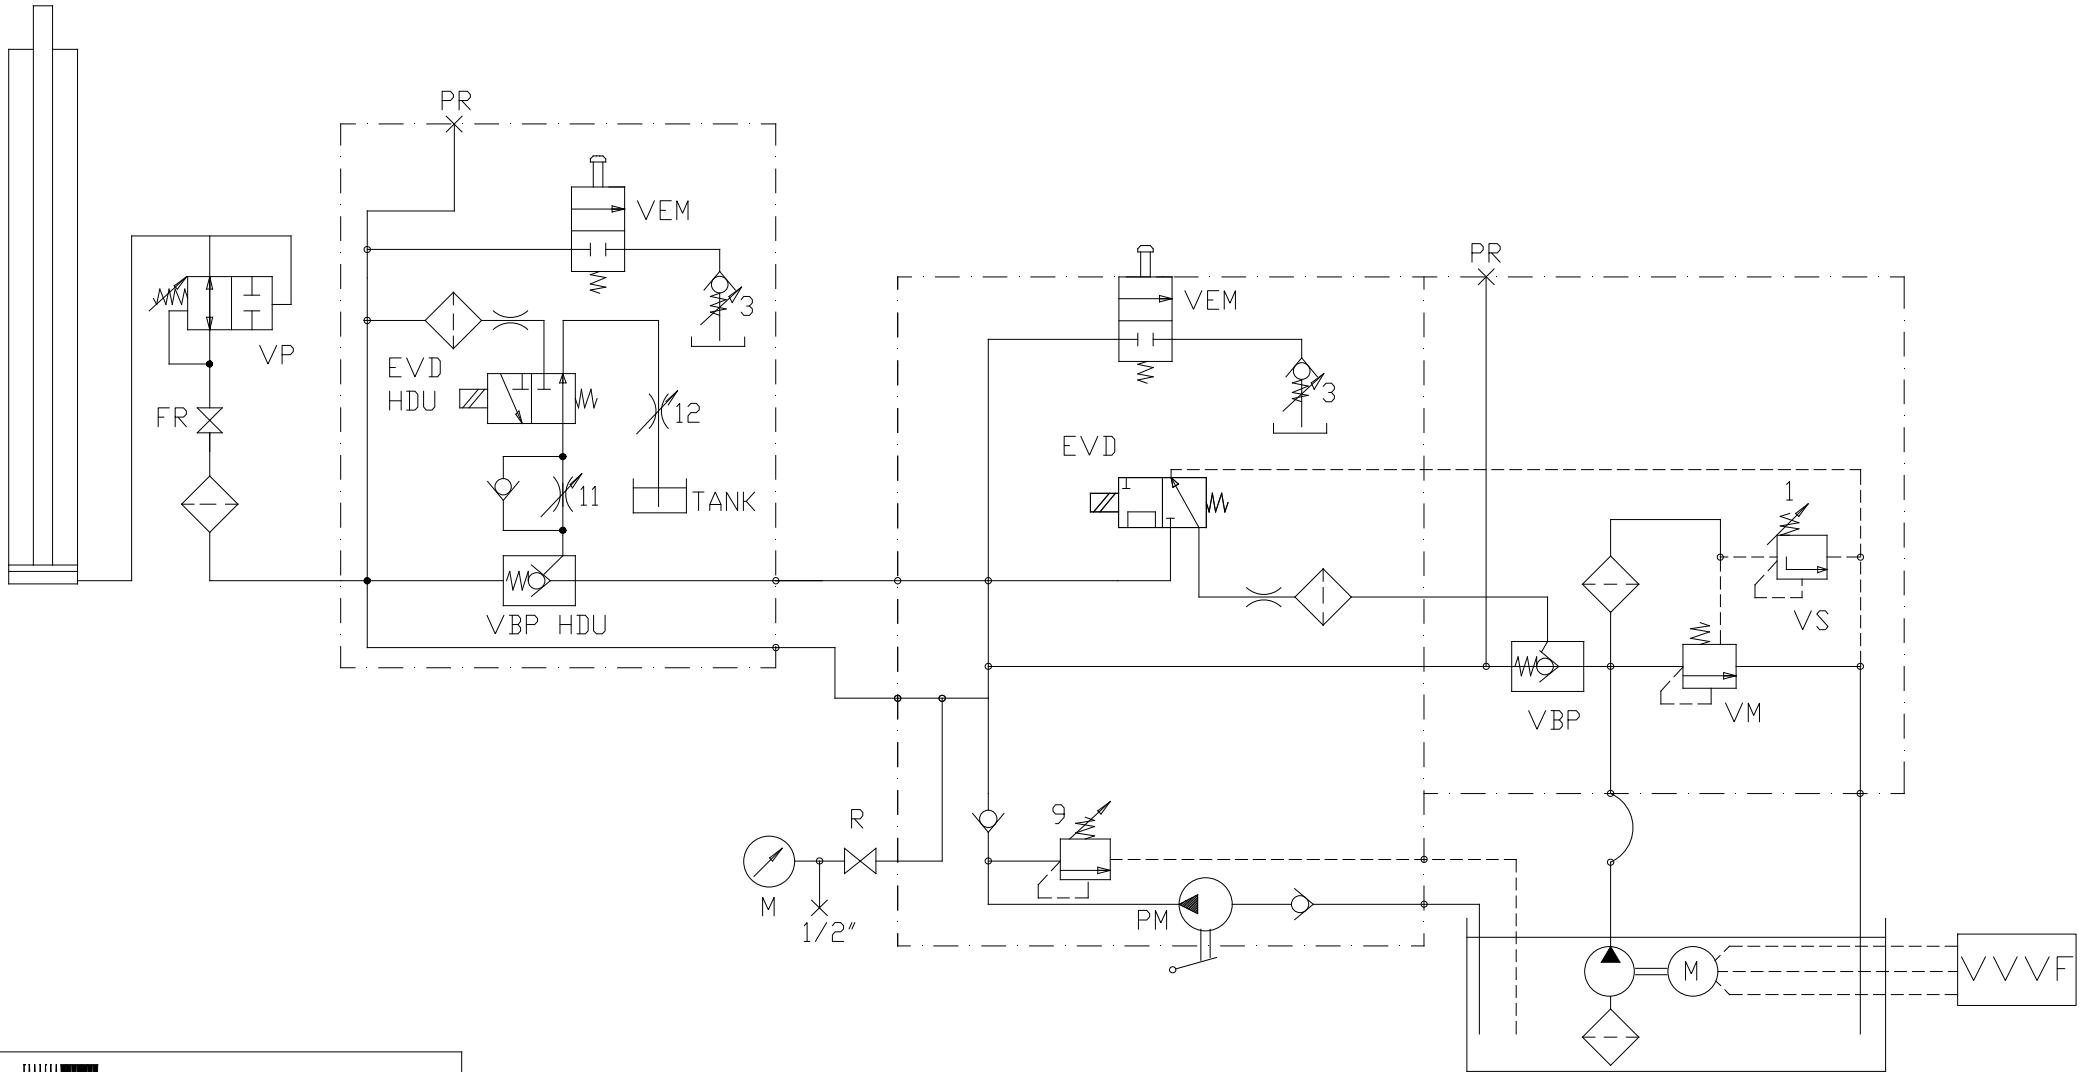 PR
VEM
PR
VEM
3
VP
EVD
HDU
3
FR
12
EVD
11
TANK
1
VS
VBP HDU
VBP
VM
9
R
M
PM
1/2"
M
VVVF